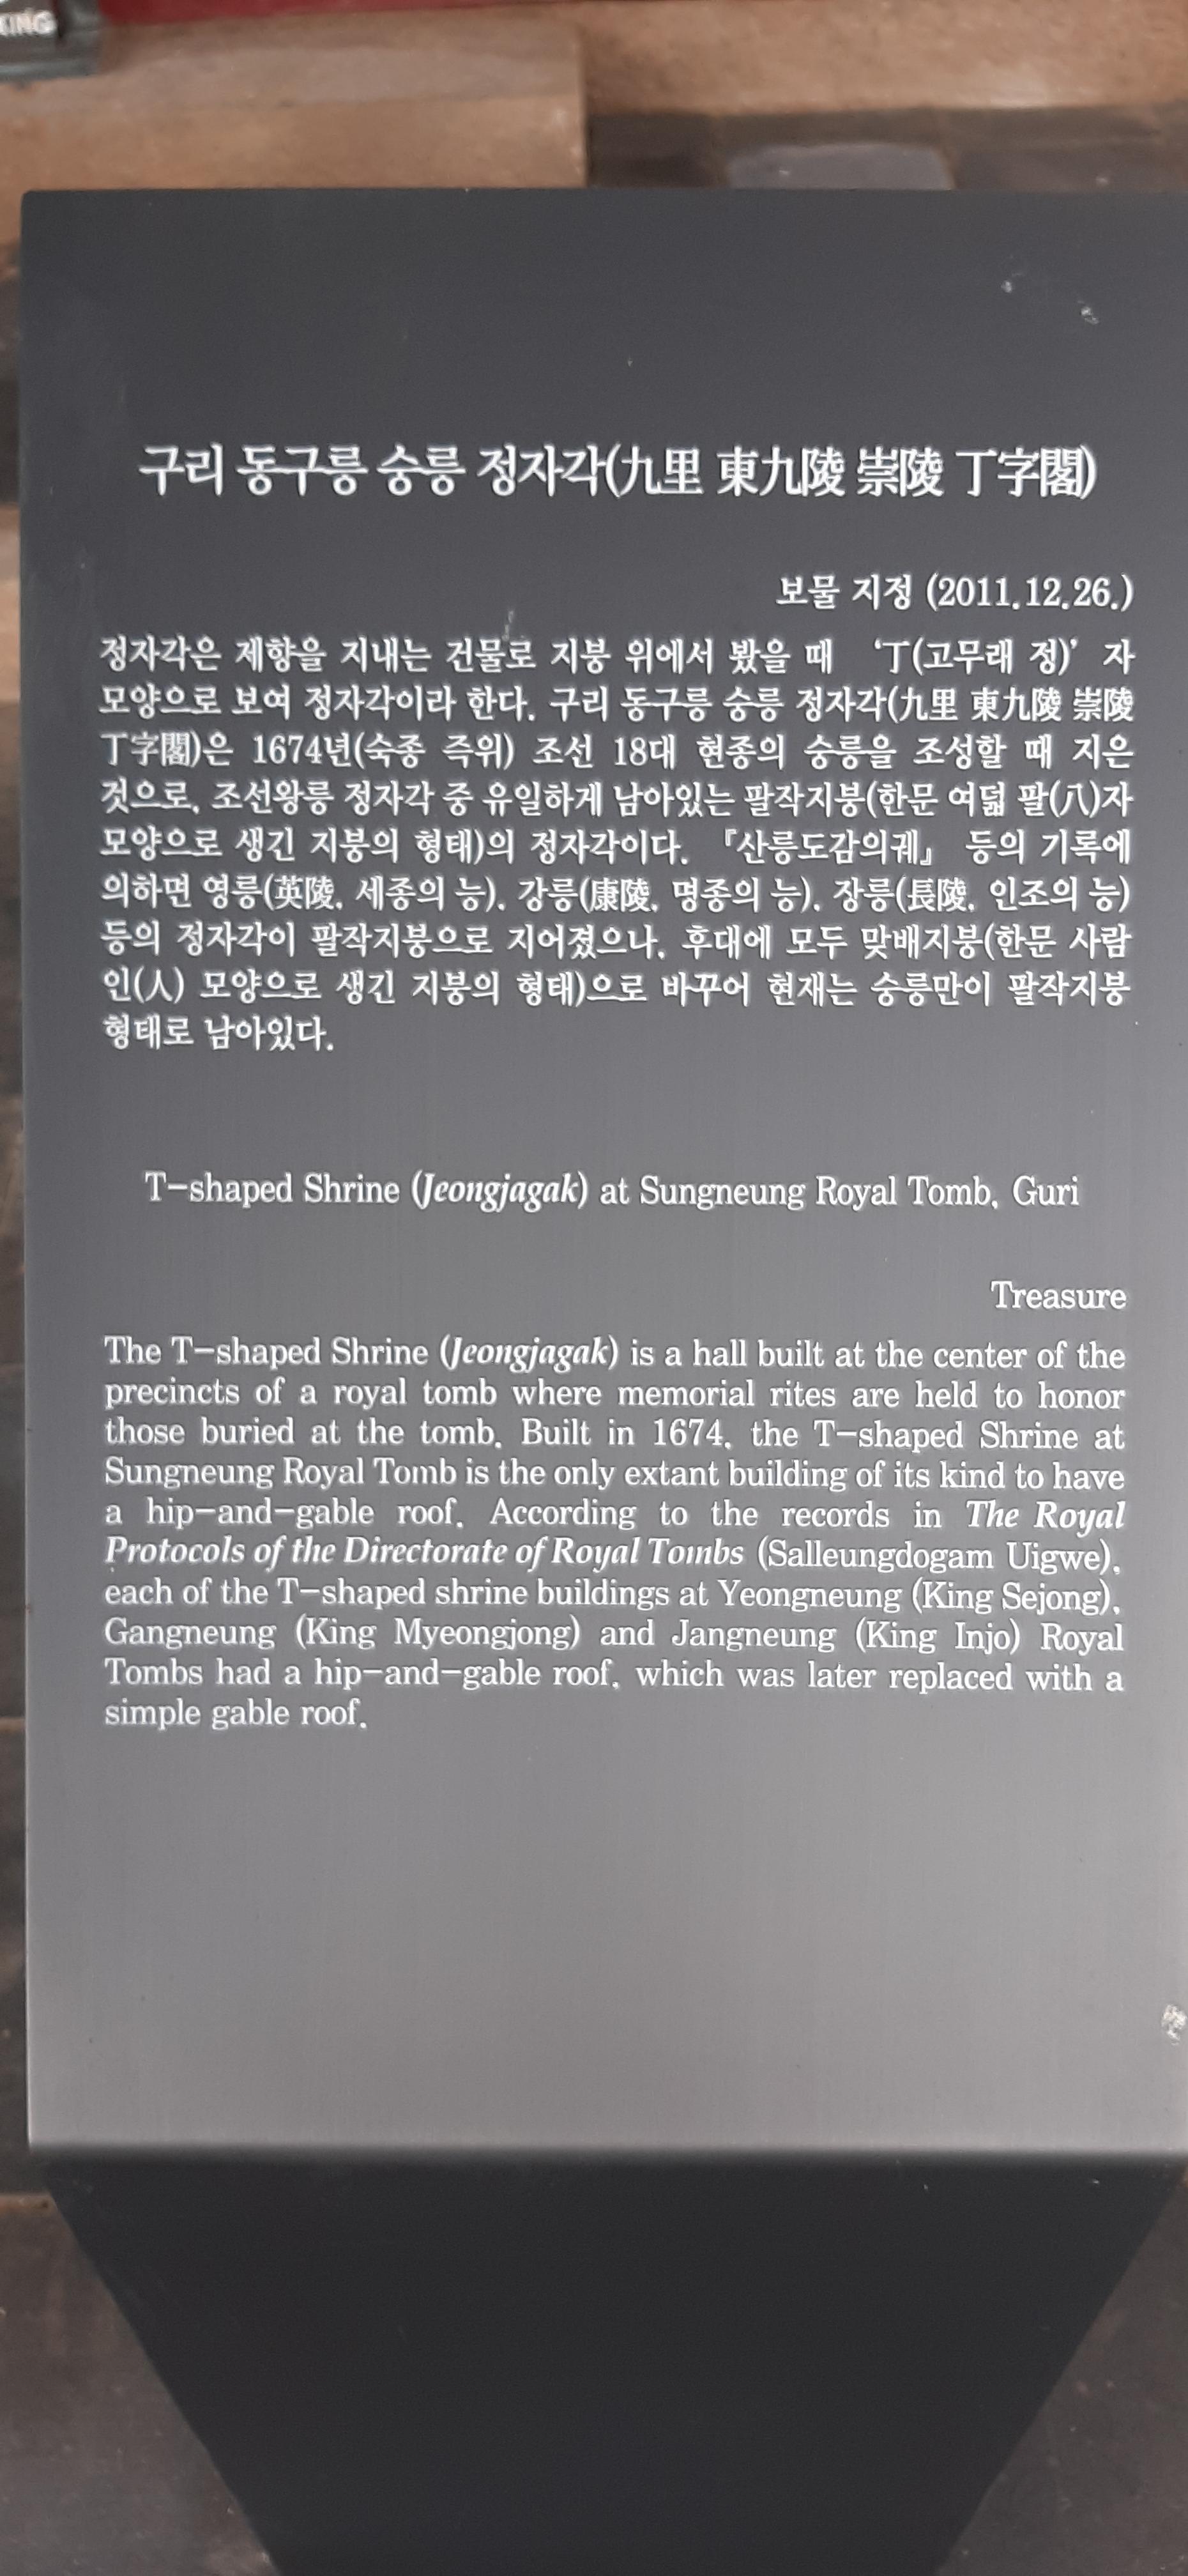 KING
구리 동구릉 숭릉 정자각(九里 東九陵 崇陵 丁字閣)
보물 지정 (2011.12.26.)
정자각은 제향을 지내는 건물로 지붕 위에서 봤을 때 ‘丁(고무래 정)’ 자
모양으로 보여 정자각이라 한다. 구리 동구릉 숭릉 정자각(九里 東九陵 崇陵
丁字閣)은 1674년(숙종 즉위) 조선 18대 현종의 숭릉을 조성할 때 지은
것으로, 조선왕릉 정자각 중 유일하게 남아있는 팔작지붕(한문 여덟 팔(八)자
모양으로 생긴 지붕의 형태)의 정자각이다. 『산릉도감의궤』 등의 기록에
의하면 영릉(英陵, 세종의 능), 강릉(康陵, 명종의 능), 장릉(長陵, 인조의 능)
등의 정자각이 팔작지붕으로 지어졌으나, 후대에 모두 맞배지붕(한문 사람
인(人) 모양으로 생긴 지붕의 형태)으로 바꾸어 현재는 숭릉만이 팔작지붕
형태로 남아있다.
T-shaped Shrine (Jeongjagak) at Sungneung Royal Tomb, Guri
Treasure
The T-shaped Shrine (Jeongjagak) is a hall built at the center of the
precincts of a royal tomb where memorial rites are held to honor
those buried at the tomb. Built in 1674, the T-shaped Shrine at
Sungneung Royal Tomb is the only extant building of its kind to have
a hip-and-gable roof. According to the records in The Royal
Protocols of the Directorate of Royal Tombs (Salleungdogam Uigwe),
each of the T-shaped shrine buildings at Yeongneung (King Sejong),
Gangneung (King Myeongjong) and Jangneung (King Injo) Royal
Tombs had a hip-and-gable roof, which was later replaced with a
simple gable roof.